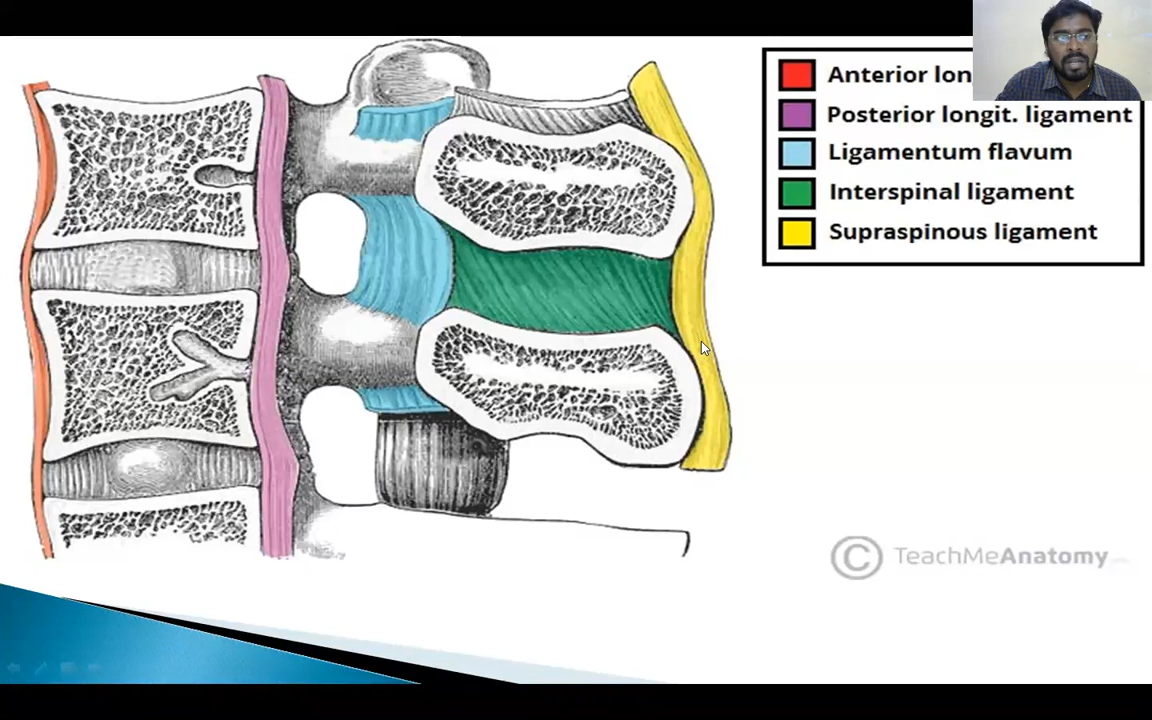 Anterior lon
Posterior longit. ligament
Ligamentum flavum
Interspinal ligament
Supraspinous ligament
© TeachMeAnatomy